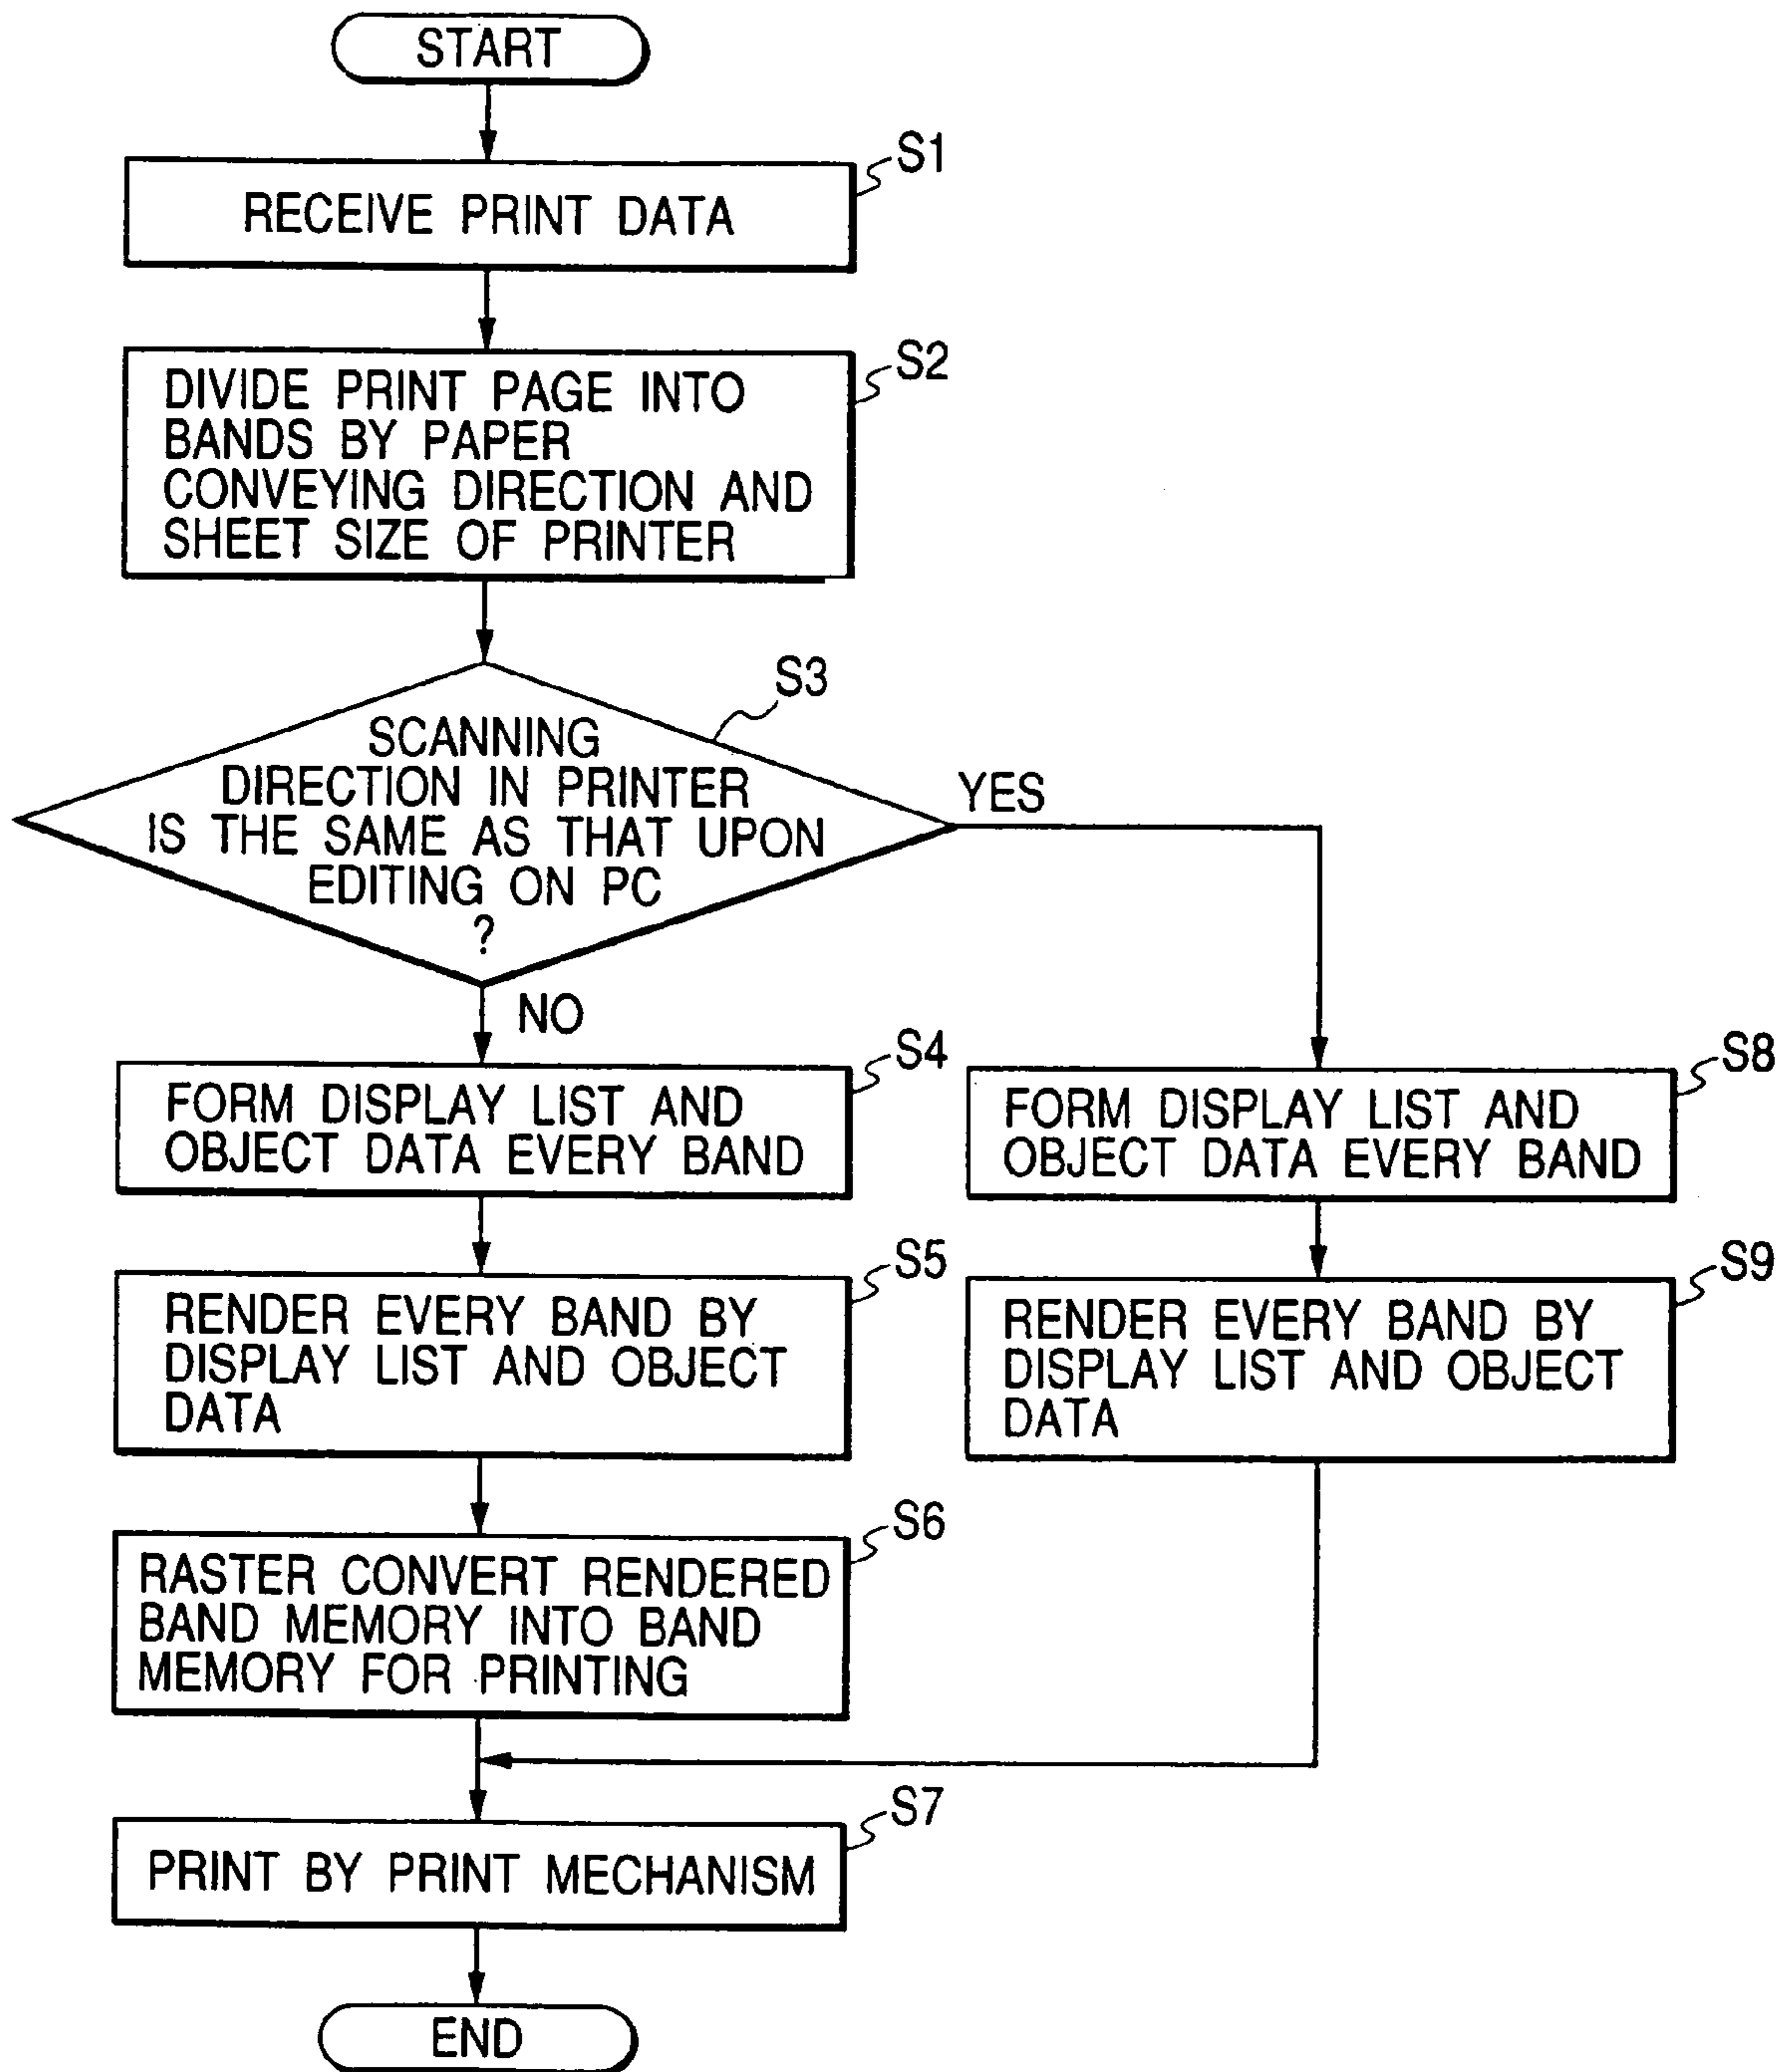 START
S1
RECEIVE PRINT DATA
S2
DIVIDE PRINT PAGE INTO
BANDS BY PAPER
CONVEYING DIRECTION AND
SHEET SIZE OF PRINTER
S3
SCANNING
DIRECTION IN PRINTER
IS THE SAME AS THAT UPON
EDITING ON PC
?
YES
NO
S4
FORM DISPLAY LIST AND
OBJECT DATA EVERY BAND
S8
FORM DISPLAY LIST AND
OBJECT DATA EVERY BAND
S5
RENDER EVERY BAND BY
DISPLAY LIST AND OBJECT
DATA
S9
RENDER EVERY BAND BY
DISPLAY LIST AND OBJECT
DATA
S6
RASTER CONVERT RENDERED
BAND MEMORY INTO BAND
MEMORY FOR PRINTING
S7
PRINT BY PRINT MECHANISM
END